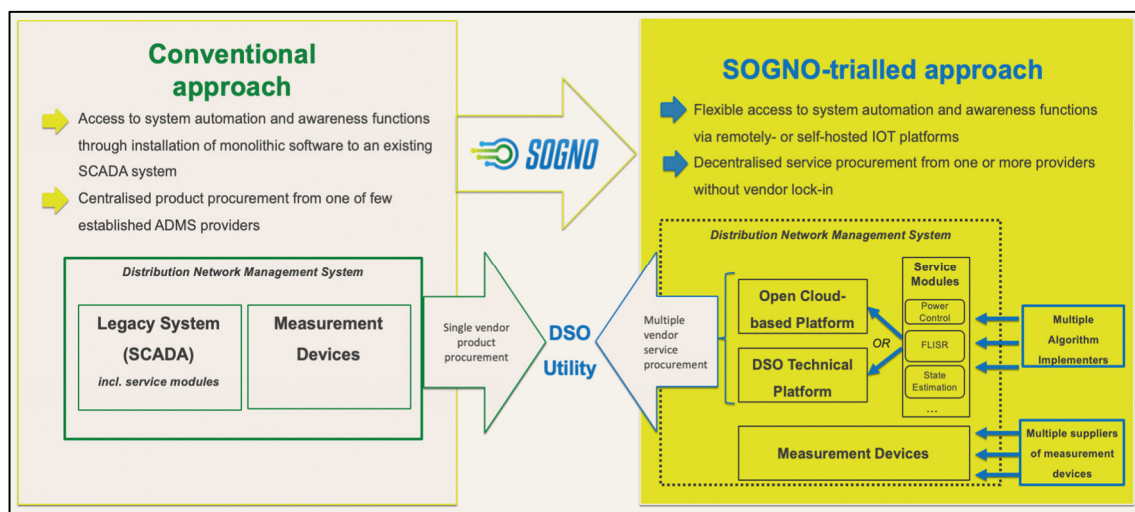 Conventional
approach
Access to system automation and awareness functions
through installation of monolithic software to an existing
SCADA system
Centralised product procurement from one of few
established ADMS providers
Distribution Network Management System
Legacy System
(SCADA)
incl. service modules
Measurement
Devices
Single vendor
product
procurement
SOGNO
DSO
Utility
SOGNO-trialled approach
Flexible access to system automation and awareness functions
via remotely- or self-hosted IOT platforms
Decentralised service procurement from one or more providers
without vendor lock-in
Multiple
vendor
service
procurement
Distribution Network Management System
Open Cloud-
based Platform
OR
DSO Technical
Platform
Service
Modules
Power
Control
FLISR
State
Estimation
...
Multiple
Algorithm
Implementers
Measurement Devices
Multiple suppliers
of measurement
devices